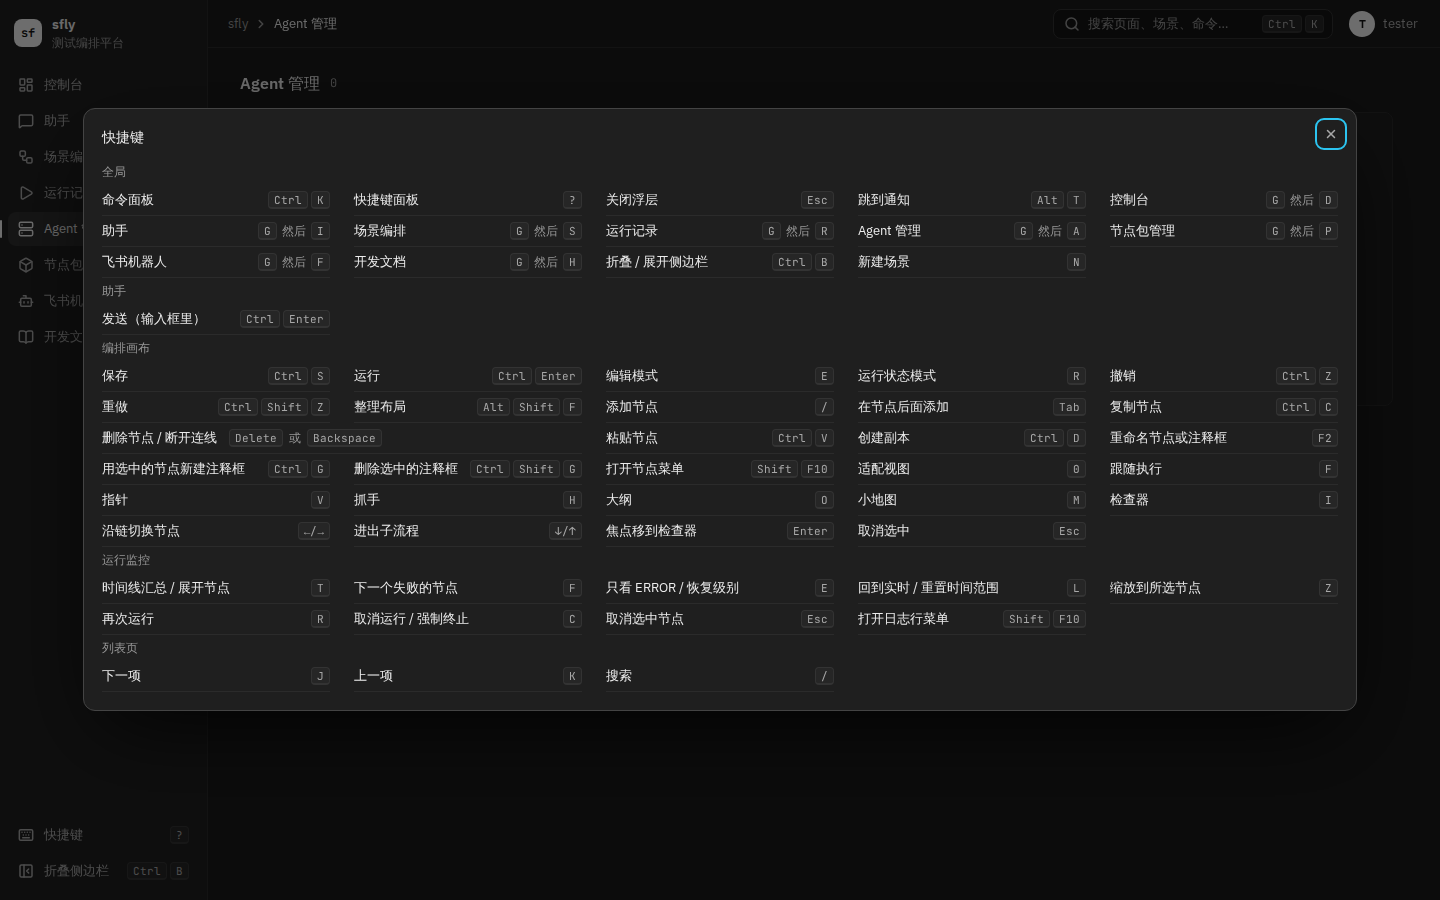 sf sfly
测试编排平台
sfly > Agent 管理
搜索页面、场景、命令... Ctrl K
T tester
控制台
助手
场景编
运行记
Agent
节点包
飞书机
开发文
Agent 管理 0
快捷键
全局
命令面板 Ctrl K 快捷键面板 ? 关闭浮层 Esc 跳到通知 Alt T 控制台 G 然后 D
助手 G 然后 I 场景编排 G 然后 S 运行记录 G 然后 R Agent 管理 G 然后 A 节点包管理 G 然后 P
飞书机器人 G 然后 F 开发文档 G 然后 H 折叠 / 展开侧边栏 Ctrl B 新建场景 N
助手
发送（输入框里） Ctrl Enter
编排画布
保存 Ctrl S 运行 Ctrl Enter 编辑模式 E 运行状态模式 R 撤销 Ctrl Z
重做 Ctrl Shift Z 整理布局 Alt Shift F 添加节点 / 在节点后面添加 Tab 复制节点 Ctrl C
删除节点 / 断开连线 Delete 或 Backspace 粘贴节点 Ctrl V 创建副本 Ctrl D 重命名节点或注释框 F2
用选中的节点新建注释框 Ctrl G 删除选中的注释框 Ctrl Shift G 打开节点菜单 Shift F10 适配视图 0 跟随执行 F
指针 V 抓手 H 大纲 O 小地图 M 检查器 I
沿链切换节点 ←/→ 进出子流程 ↓/↑ 焦点移到检查器 Enter 取消选中 Esc
运行监控
时间线汇总 / 展开节点 T 下一个失败的节点 F 只看 ERROR / 恢复级别 E 回到实时 / 重置时间范围 L 缩放到所选节点 Z
再次运行 R 取消运行 / 强制终止 C 取消选中节点 Esc 打开日志行菜单 Shift F10
列表页
下一项 J 上一项 K 搜索 /
快捷键 ?
折叠侧边栏 Ctrl B